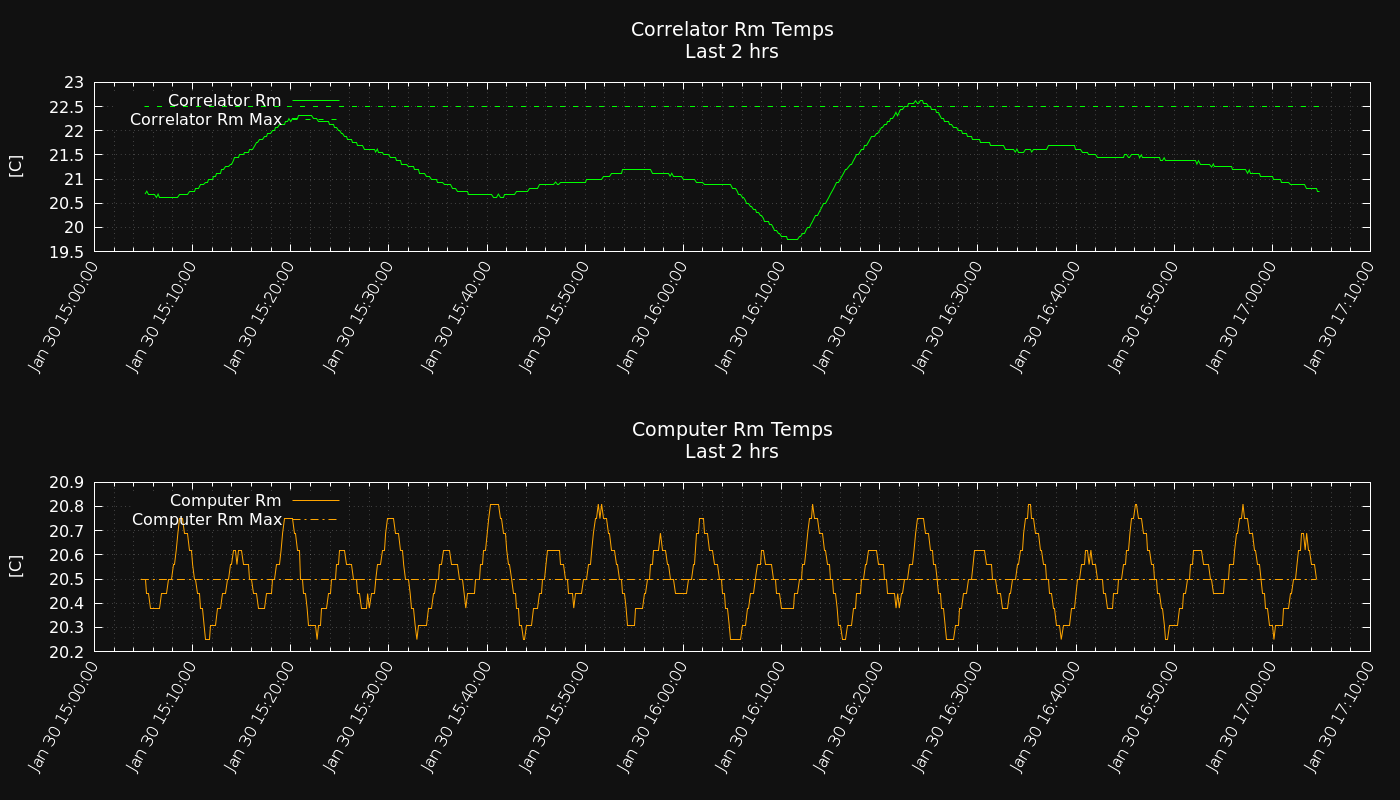 Correlator Rm Temps
Last 2 hrs
[C]
23
22.5
22
21.5
21
20.5
20
19.5
Correlator Rm
Correlator Rm Max
Jan 30 15:00:00
Jan 30 15:10:00
Jan 30 15:20:00
Jan 30 15:30:00
Jan 30 15:40:00
Jan 30 15:50:00
Jan 30 16:00:00
Jan 30 16:10:00
Jan 30 16:20:00
Jan 30 16:30:00
Jan 30 16:40:00
Jan 30 16:50:00
Jan 30 17:00:00
Jan 30 17:10:00
Computer Rm Temps
Last 2 hrs
[C]
20.9
20.8
20.7
20.6
20.5
20.4
20.3
20.2
Computer Rm
Computer Rm Max
Jan 30 15:00:00
Jan 30 15:10:00
Jan 30 15:20:00
Jan 30 15:30:00
Jan 30 15:40:00
Jan 30 15:50:00
Jan 30 16:00:00
Jan 30 16:10:00
Jan 30 16:20:00
Jan 30 16:30:00
Jan 30 16:40:00
Jan 30 16:50:00
Jan 30 17:00:00
Jan 30 17:10:00